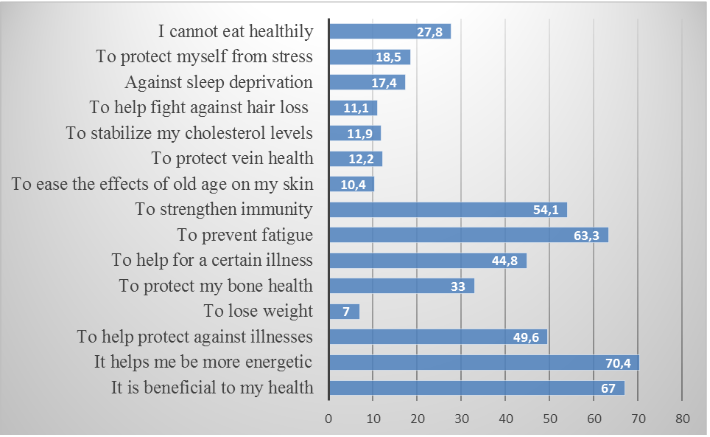 I cannot eat healthily 27,8
To protect myself from stress 18,5
Against sleep deprivation 17,4
To help fight against hair loss 11,1
To stabilize my cholesterol levels 11,9
To protect vein health 12,2
To ease the effects of old age on my skin 10,4
To strengthen immunity 54,1
To prevent fatigue 63,3
To help for a certain illness 44,8
To protect my bone health 33
To lose weight 7
To help protect against illnesses 49,6
It helps me be more energetic 70,4
It is beneficial to my health 67
0 10 20 30 40 50 60 70 80